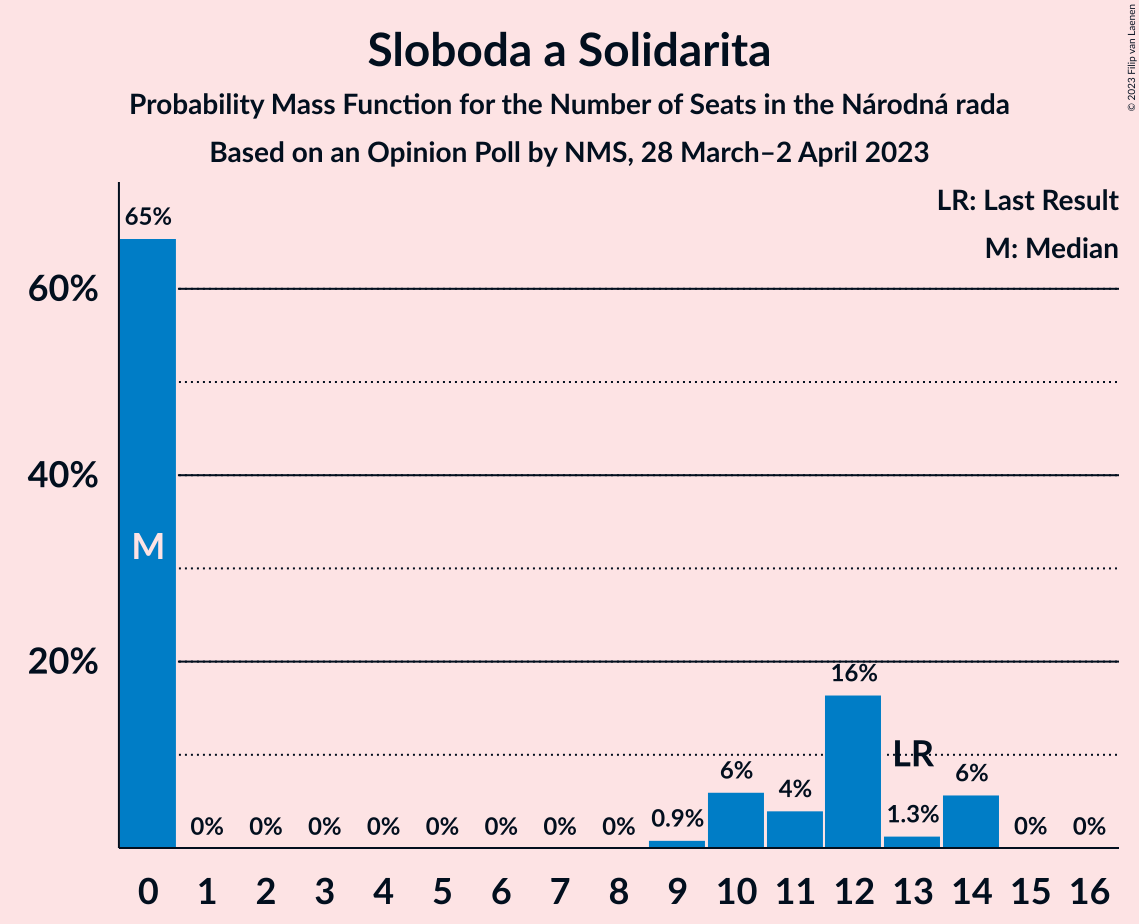 © 2023 Filip van Laenen
Sloboda a Solidarita
Probability Mass Function for the Number of Seats in the Národná rada
Based on an Opinion Poll by NMS, 28 March–2 April 2023
LR: Last Result
M: Median
65%
60%
40%
M
20%
16%
LR
6%
6%
4%
1.3%
0.9%
0% 0% 0% 0% 0% 0% 0% 0% 0% 0%
0 1 2 3 4 5 6 7 8 9 10 11 12 13 14 15 16